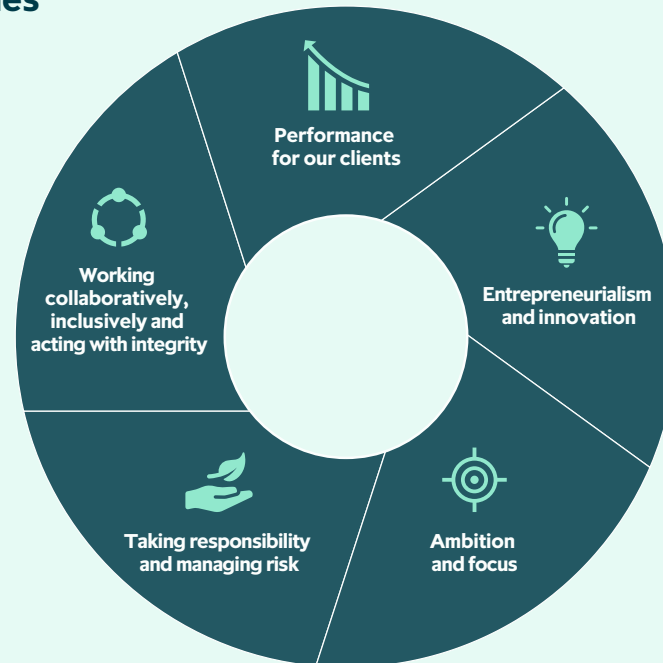 Performance
for our clients
Entrepreneurialism
and innovation
Ambition
and focus
Taking responsibility
and managing risk
Working
collaboratively,
inclusively and
acting with integrity